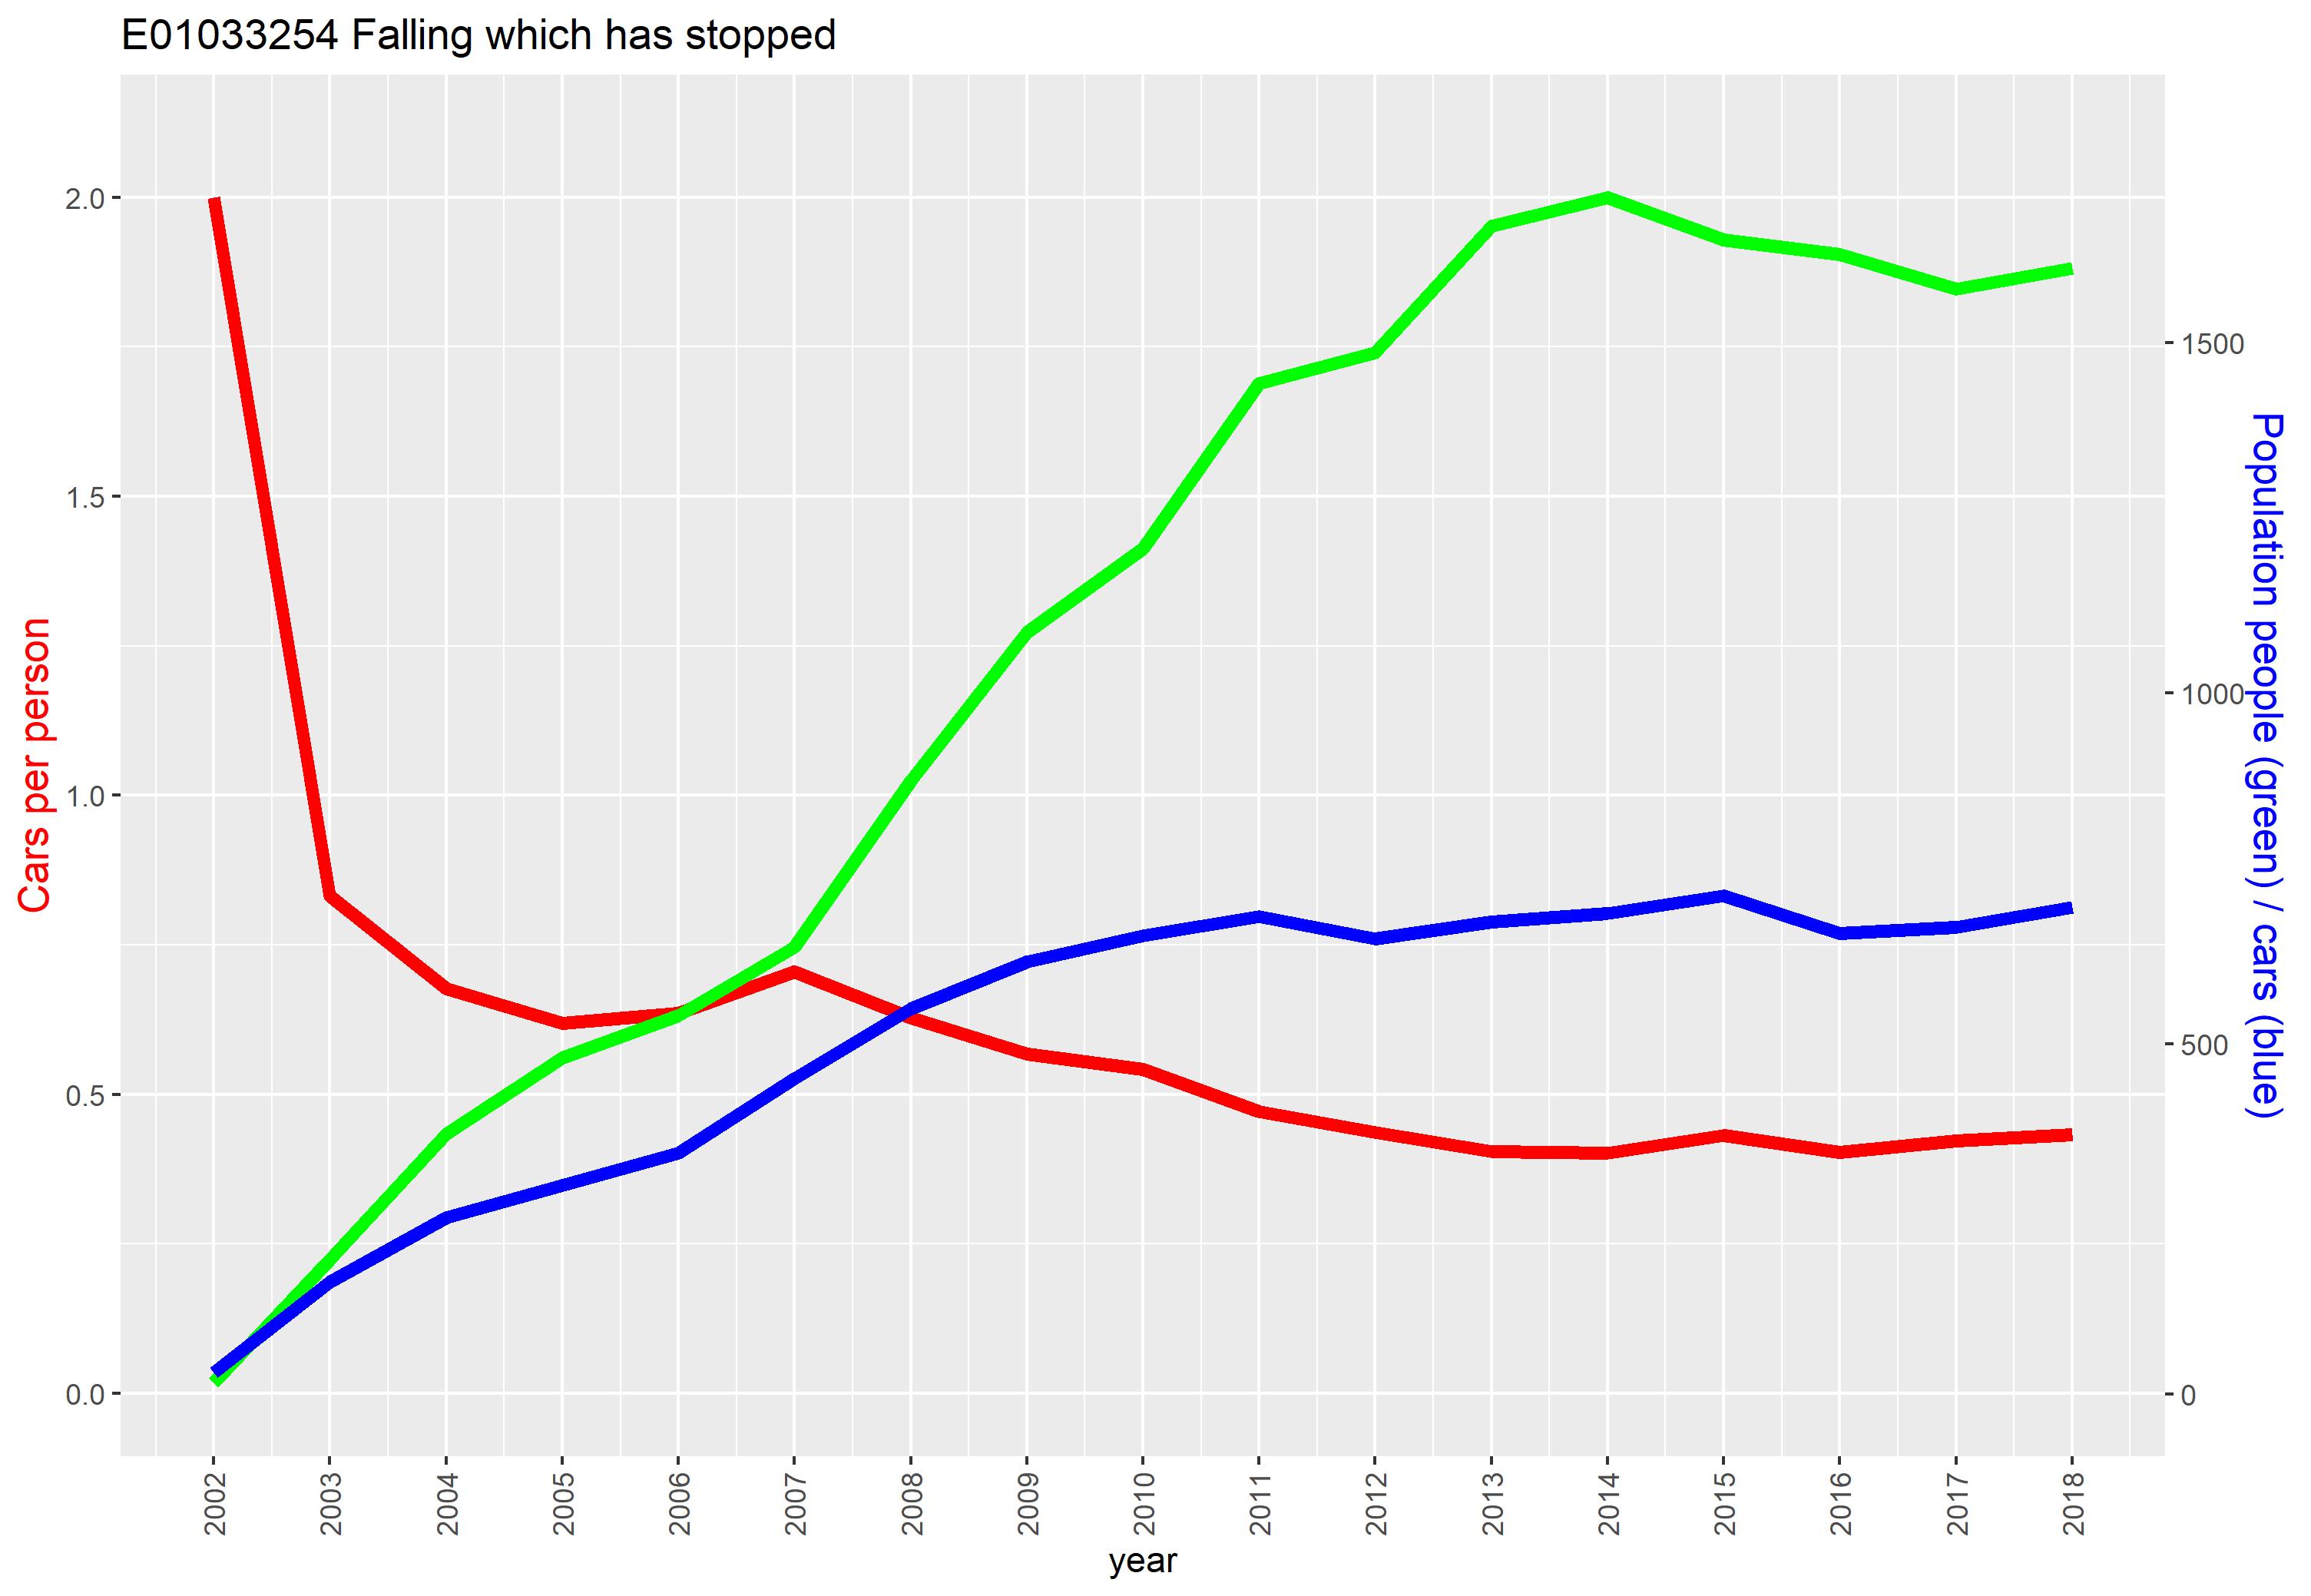 E01033254 Falling which has stopped
Cars per person
2.0
1.5
1.0
0.5
0.0
1500
1000
500
0
Population people (green) / cars (blue)
2002 2003 2004 2005 2006 2007 2008 2009 2010 2011 2012 2013 2014 2015 2016 2017 2018
year